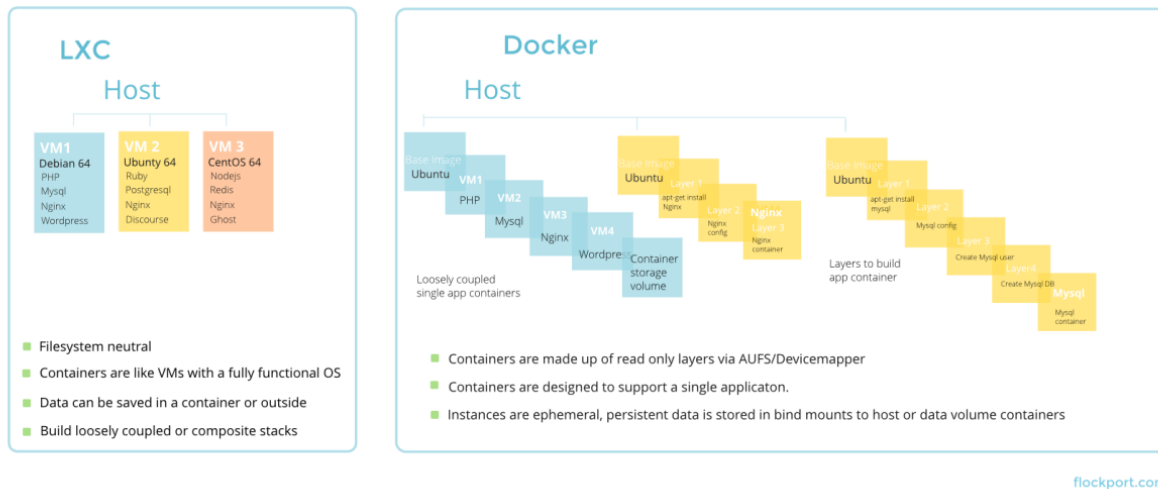 LXC
Host
VM1
Debian 64
PHP
Mysql
Nginx
Wordpress
VM 2
Ubunty 64
Ruby
Postgresql
Nginx
Discourse
VM 3
CentOS 64
Nodejs
Redis
Nginx
Ghost
Filesystem neutral
Containers are like VMs with a fully functional OS
Data can be saved in a container or outside
Build loosely coupled or composite stacks
Docker
Host
Base Image
Ubuntu
VM1
PHP
VM2
Mysql
VM3
Nginx
VM4
Wordpress
Container
storage
volume
Loosely coupled
single app containers
Base Image
Ubuntu
Layer 1
apt-get install
Nginx
Layer 2
Nginx
config
Nginx
Layer 3
Nginx
container
Base Image
Ubuntu
Layer 1
apt-get install
mysql
Layer 2
Mysql config
Layer 3
Create Mysql user
Layer4
Create Mysql DB
Mysql
Mysql
container
Layers to build
app container
Containers are made up of read only layers via AUFS/Devicemapper
Containers are designed to support a single applicaton.
Instances are ephemeral, persistent data is stored in bind mounts to host or data volume containers
flockport.com